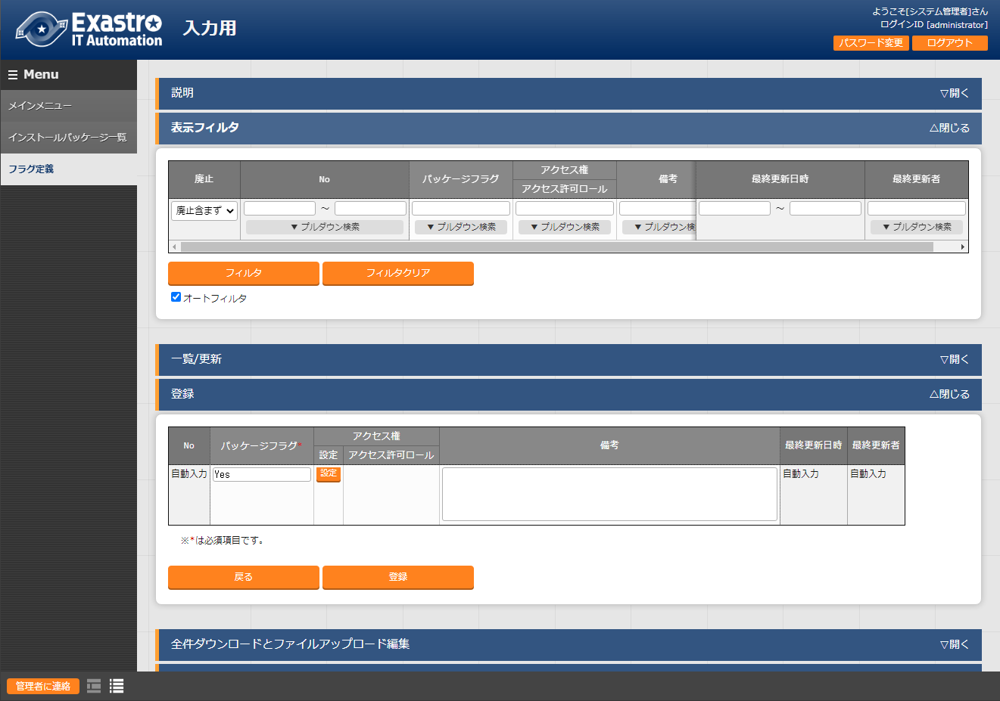 Exastro
IT Automation
入力用
ようこそ[システム管理者]さん
ログインID [administrator]
パスワード変更 ログアウト
Menu
メインメニュー
インストールパッケージ一覧
フラグ定義
説明 ▽開く
表示フィルタ △閉じる
廃止 No パッケージフラグ アクセス権 備考 最終更新日時 最終更新者
アクセス許可ロール
廃止含まず ～ ～
▼ プルダウン検索 ▼ プルダウン検索 ▼ プルダウン検索 ▼ プルダウン検 ▼ プルダウン検索
フィルタ フィルタクリア
オートフィルタ
一覧/更新 ▽開く
登録 △閉じる
No パッケージフラグ* アクセス権 備考 最終更新日時 最終更新者
設定 アクセス許可ロール
自動入力 Yes 設定 自動入力 自動入力
※*は必須項目です。
戻る 登録
全件ダウンロードとファイルアップロード編集 ▽開く
管理者に連絡